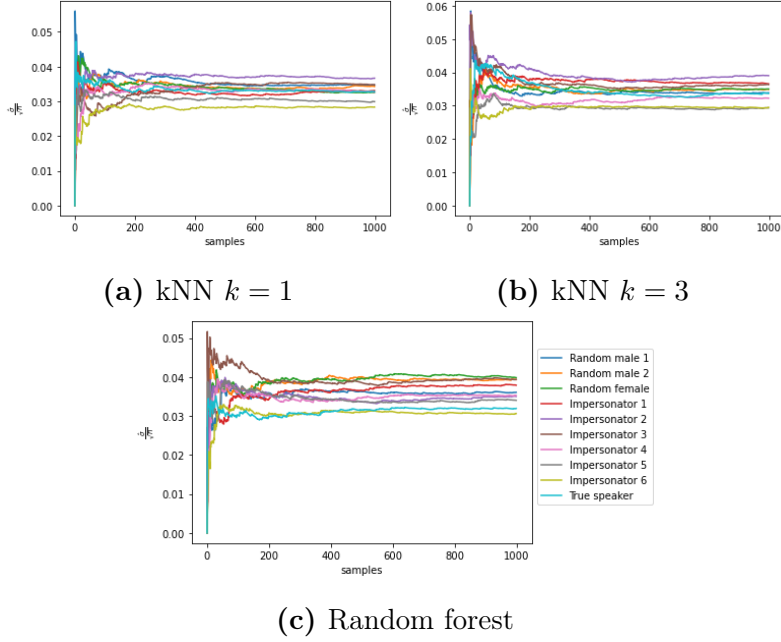 0.05
0.04
0.03
0.02
0.01
0.00
0 200 400 600 800 1000
samples
0.06
0.05
0.04
0.03
0.02
0.01
0.00
0 200 400 600 800 1000
samples
(a) kNN k = 1
(b) kNN k = 3
0.05
0.04
0.03
0.02
0.01
0.00
0 200 400 600 800 1000
samples
Random male 1
Random male 2
Random female
Impersonator 1
Impersonator 2
Impersonator 3
Impersonator 4
Impersonator 5
Impersonator 6
True speaker
(c) Random forest